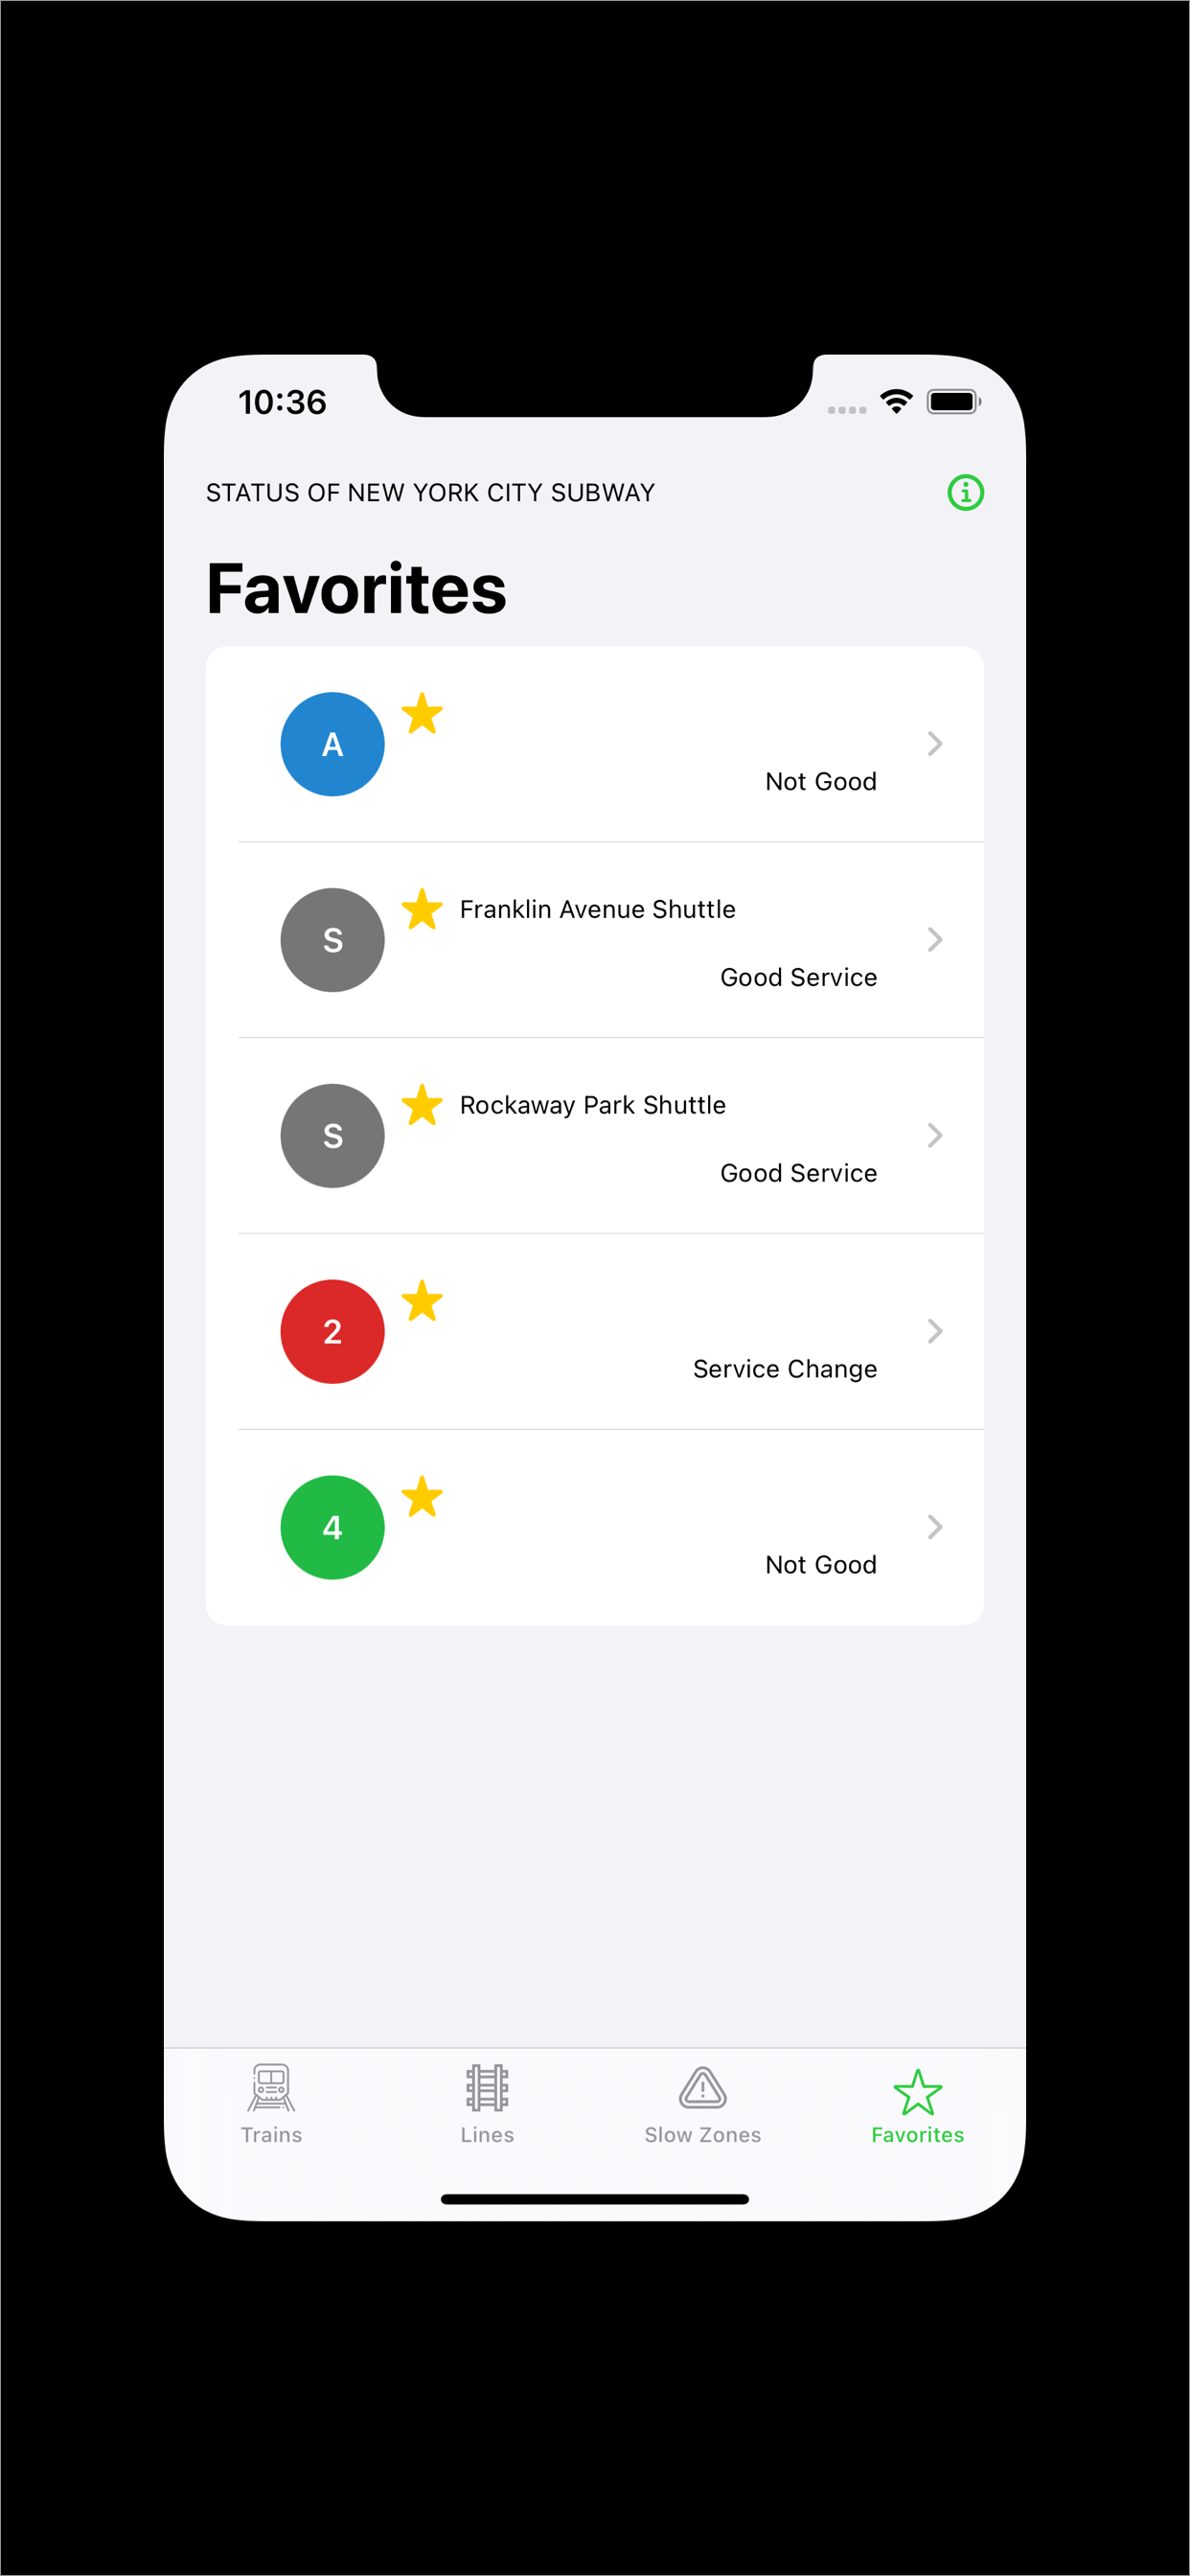 10:36
STATUS OF NEW YORK CITY SUBWAY
Favorites
A
Not Good
S
Franklin Avenue Shuttle
Good Service
S
Rockaway Park Shuttle
Good Service
2
Service Change
4
Not Good
Trains
Lines
Slow Zones
Favorites